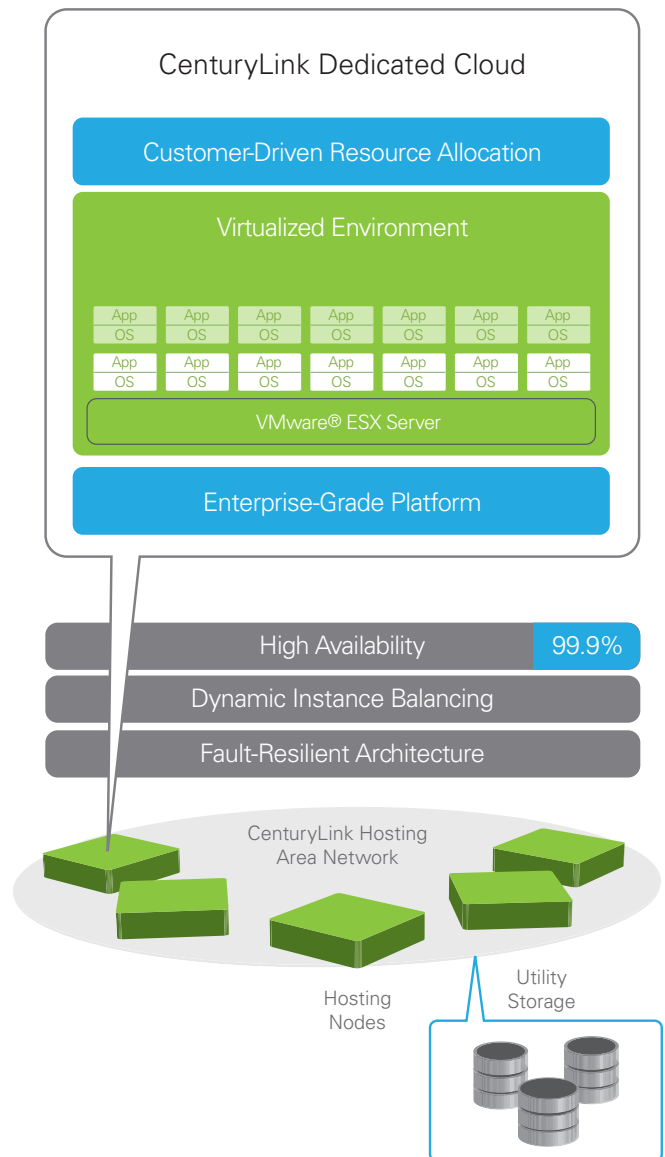 CenturyLink Dedicated Cloud
Customer-Driven Resource Allocation
Virtualized Environment
App App App App App App App
OS OS OS OS OS OS OS
App App App App App App App
OS OS OS OS OS OS OS
VMware® ESX Server
Enterprise-Grade Platform
High Availability 99.9%
Dynamic Instance Balancing
Fault-Resilient Architecture
CenturyLink Hosting
Area Network
Hosting
Nodes
Utility
Storage